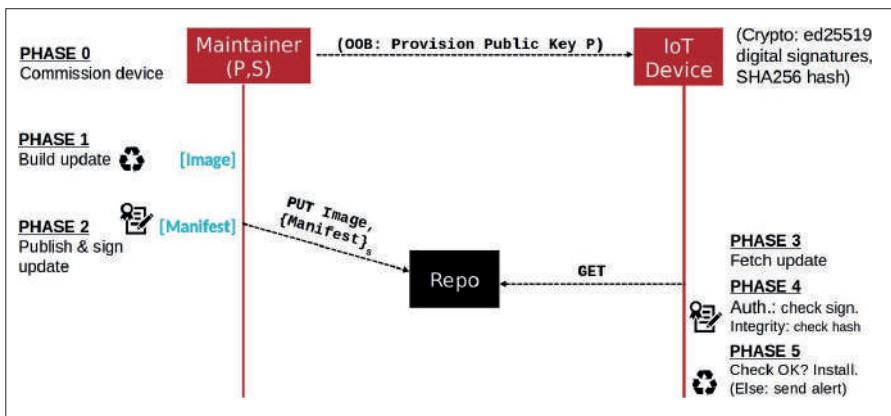 PHASE 0
Commission device
Maintainer
(P,S)
(OOB: Provision Public Key P)
IoT
Device
(Crypto: ed25519
digital signatures,
SHA256 hash)
PHASE 1
Build update
[Image]
PHASE 2
Publish & sign
update
[Manifest]
PUT Image,
{Manifest}s
Repo
GET
PHASE 3
Fetch update
PHASE 4
Auth.: check sign.
Integrity: check hash
PHASE 5
Check OK? Install.
(Else: send alert)